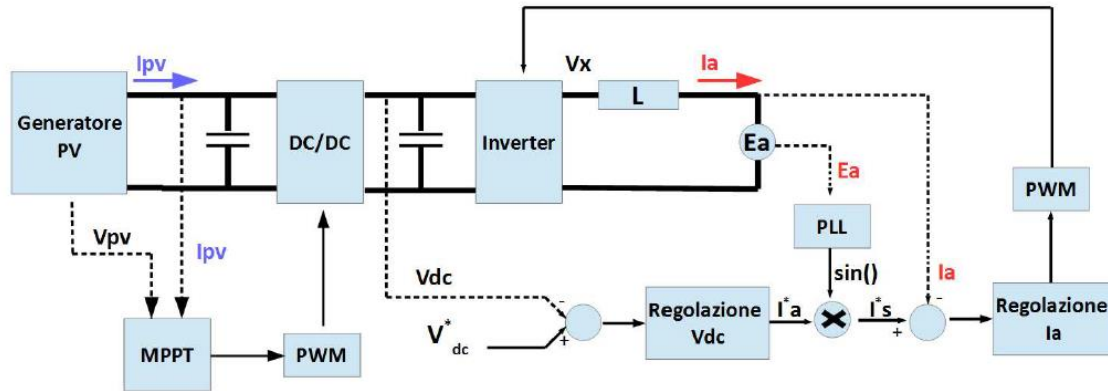 Ipv
Vx
Ia
Generatore
PV
DC/DC
Inverter
L
Ea
Ea
PWM
Vpv
Ipv
PLL
Vdc
sin()
Ia
MPPT
PWM
V*dc
-
+
Regolazione
Vdc
I*a
I*s
-
+
Regolazione
Ia